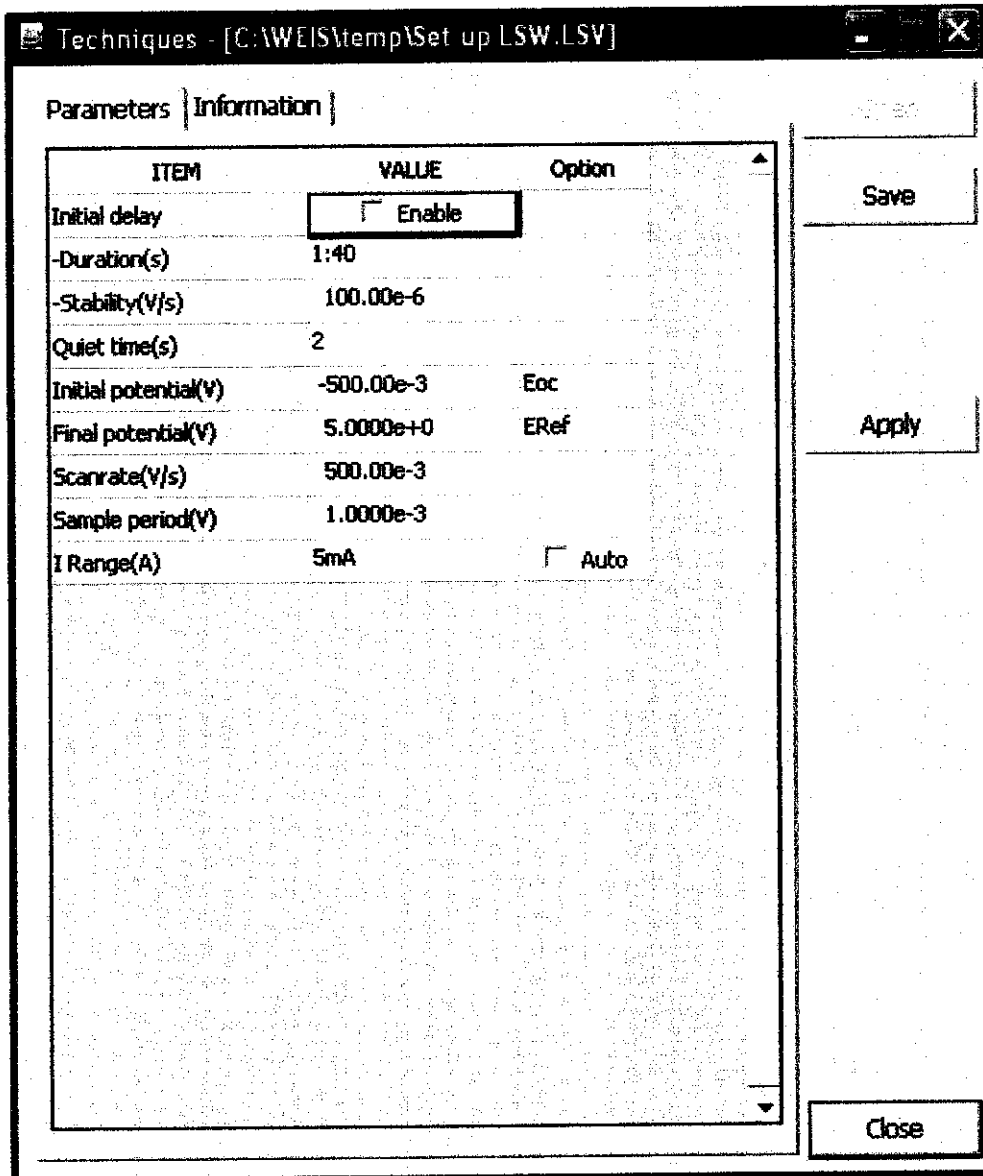 Techniques - [C:\WEIS\temp\Set up LSW.LSV]
Parameters Information
ITEM VALUE Option
Initial delay Enable
-Duration(s) 1:40
-Stability(V/s) 100.00e-6
Quiet time(s) 2
Initial potential(V) -500.00e-3 Eoc
Final potential(V) 5.0000e+0 ERef
Scanrate(V/s) 500.00e-3
Sample period(V) 1.0000e-3
I Range(A) 5mA Auto
Save
Apply
Close